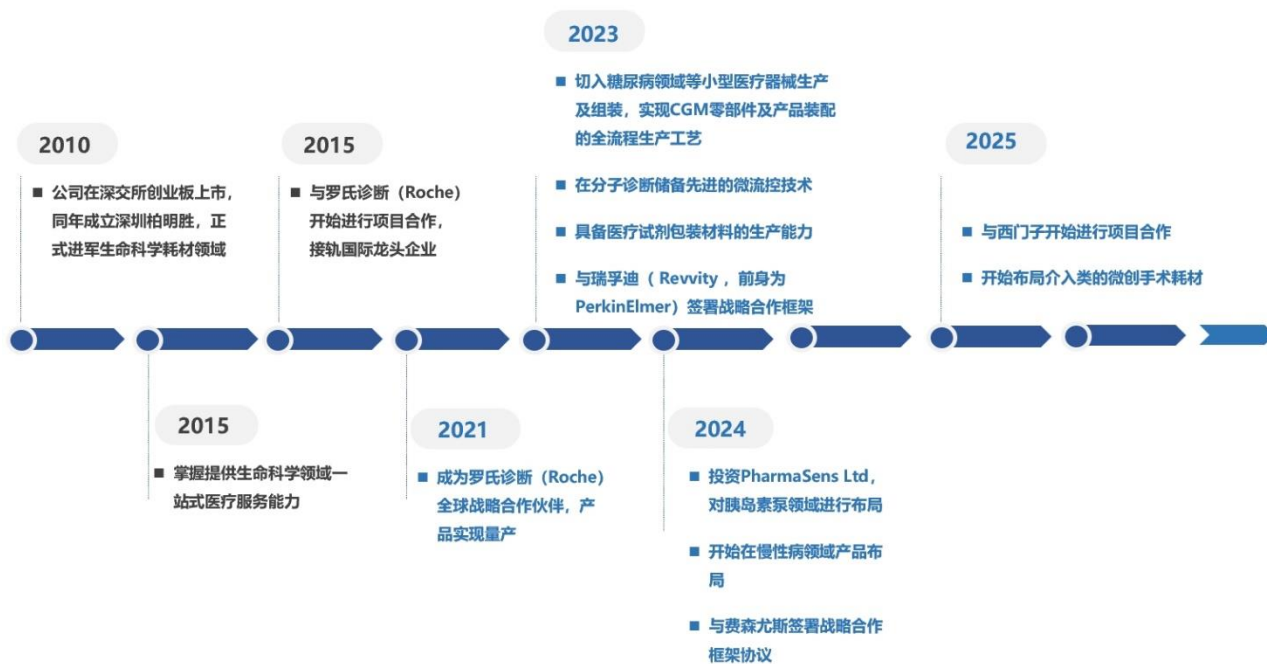 2010
■ 公司在深交所创业板上市，
同年成立深圳柏明胜，正
式进军生命科学耗材领域
2015
■ 掌握提供生命科学领域一
站式医疗服务能力
2015
■ 与罗氏诊断（Roche）
开始进行项目合作，
接轨国际龙头企业
2021
■ 成为罗氏诊断（Roche）
全球战略合作伙伴，产
品实现量产
2023
■ 切入糖尿病领域等小型医疗器械生产
及组装，实现CGM零部件及产品装配
的全流程生产工艺
■ 在分子诊断储备先进的微流控技术
■ 具备医疗试剂包装材料的生产能力
■ 与瑞孚迪（ Revvity ，前身为
PerkinElmer）签署战略合作框架
2024
■ 投资PharmaSens Ltd，
对胰岛素泵领域进行布局
■ 开始在慢性病领域产品布
局
■ 与费森尤斯签署战略合作
框架协议
2025
■ 与西门子开始进行项目合作
■ 开始布局介入类的微创手术耗材